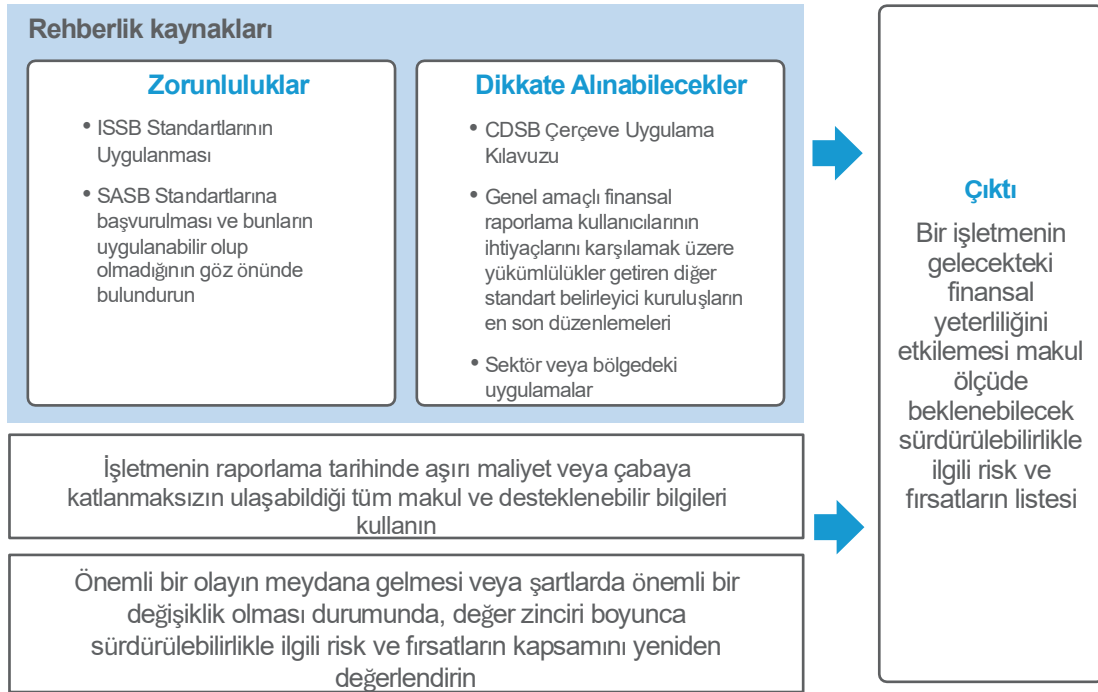 Rehberlik kaynakları
Zorunluluklar
• ISSB Standartlarının
Uygulanması
• SASB Standartlarına
başvurulması ve bunların
uygulanabilir olup
olmadığının göz önünde
bulundurun
Dikkate Alınabilecekler
• CDSB Çerçeve Uygulama
Kılavuzu
• Genel amaçlı finansal
raporlama kullanıcılarının
ihtiyaçlarını karşılamak üzere
yükümlülükler getiren diğer
standart belirleyici kuruluşların
en son düzenlemeleri
• Sektör veya bölgedeki
uygulamalar
İşletmenin raporlama tarihinde aşırı maliyet veya çabaya
katlanmaksızın ulaşabildiği tüm makul ve desteklenebilir bilgileri
kullanın
Önemli bir olayın meydana gelmesi veya şartlarda önemli bir
değişiklik olması durumunda, değer zinciri boyunca
sürdürülebilirlikle ilgili risk ve fırsatların kapsamını yeniden
değerlendirin
Çıktı
Bir işletmenin
gelecekteki
finansal
yeterliliğini
etkilemesi makul
ölçüde
beklenebilecek
sürdürülebilirlikle
ilgili risk ve
fırsatların listesi